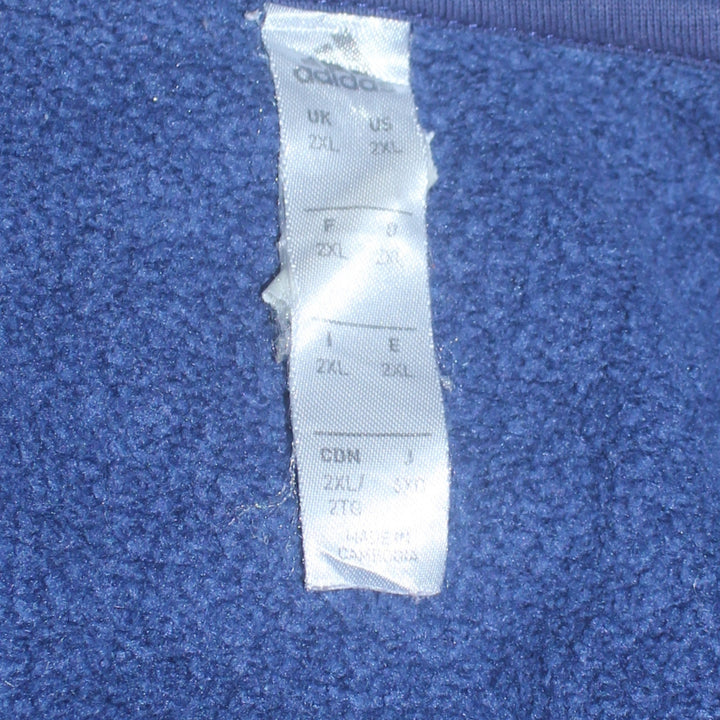 adidas
UK US
2XL 2XL
F D
2XL 2XL
I E
2XL 2XL
CDN J
2XL/ 3XO
2TG
MADE IN
CAMBODIA